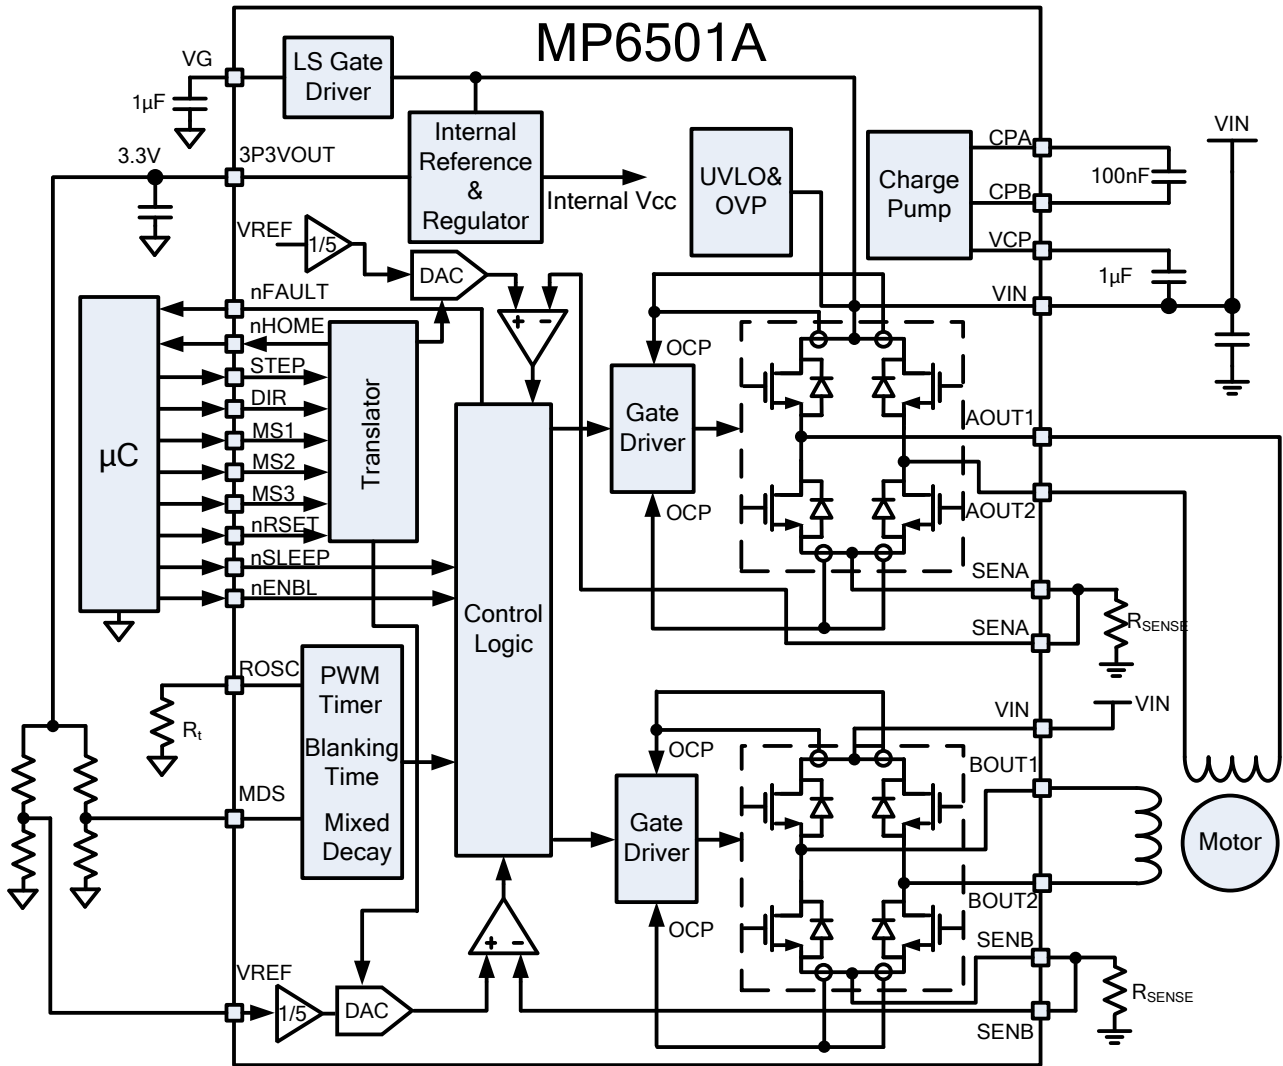 MP6501A
VG
LS Gate
Driver
1µF
3.3V
3P3VOUT
Internal
Reference
&
Regulator
Internal Vcc
UVLO&
OVP
Charge
Pump
CPA
CPB
VCP
100nF
VIN
1µF
VIN
VREF
1/5
DAC
+ -
nFAULT
nHOME
STEP
DIR
MS1
MS2
MS3
nRSET
nSLEEP
nENBL
µC
Translator
Control
Logic
OCP
Gate
Driver
OCP
AOUT1
AOUT2
SENA
SENA
RSENSE
ROSC
Rt
MDS
PWM
Timer
Blanking
Time
Mixed
Decay
VIN
VIN
OCP
Gate
Driver
OCP
BOUT1
BOUT2
Motor
SENB
SENB
RSENSE
+ -
VREF
1/5
DAC